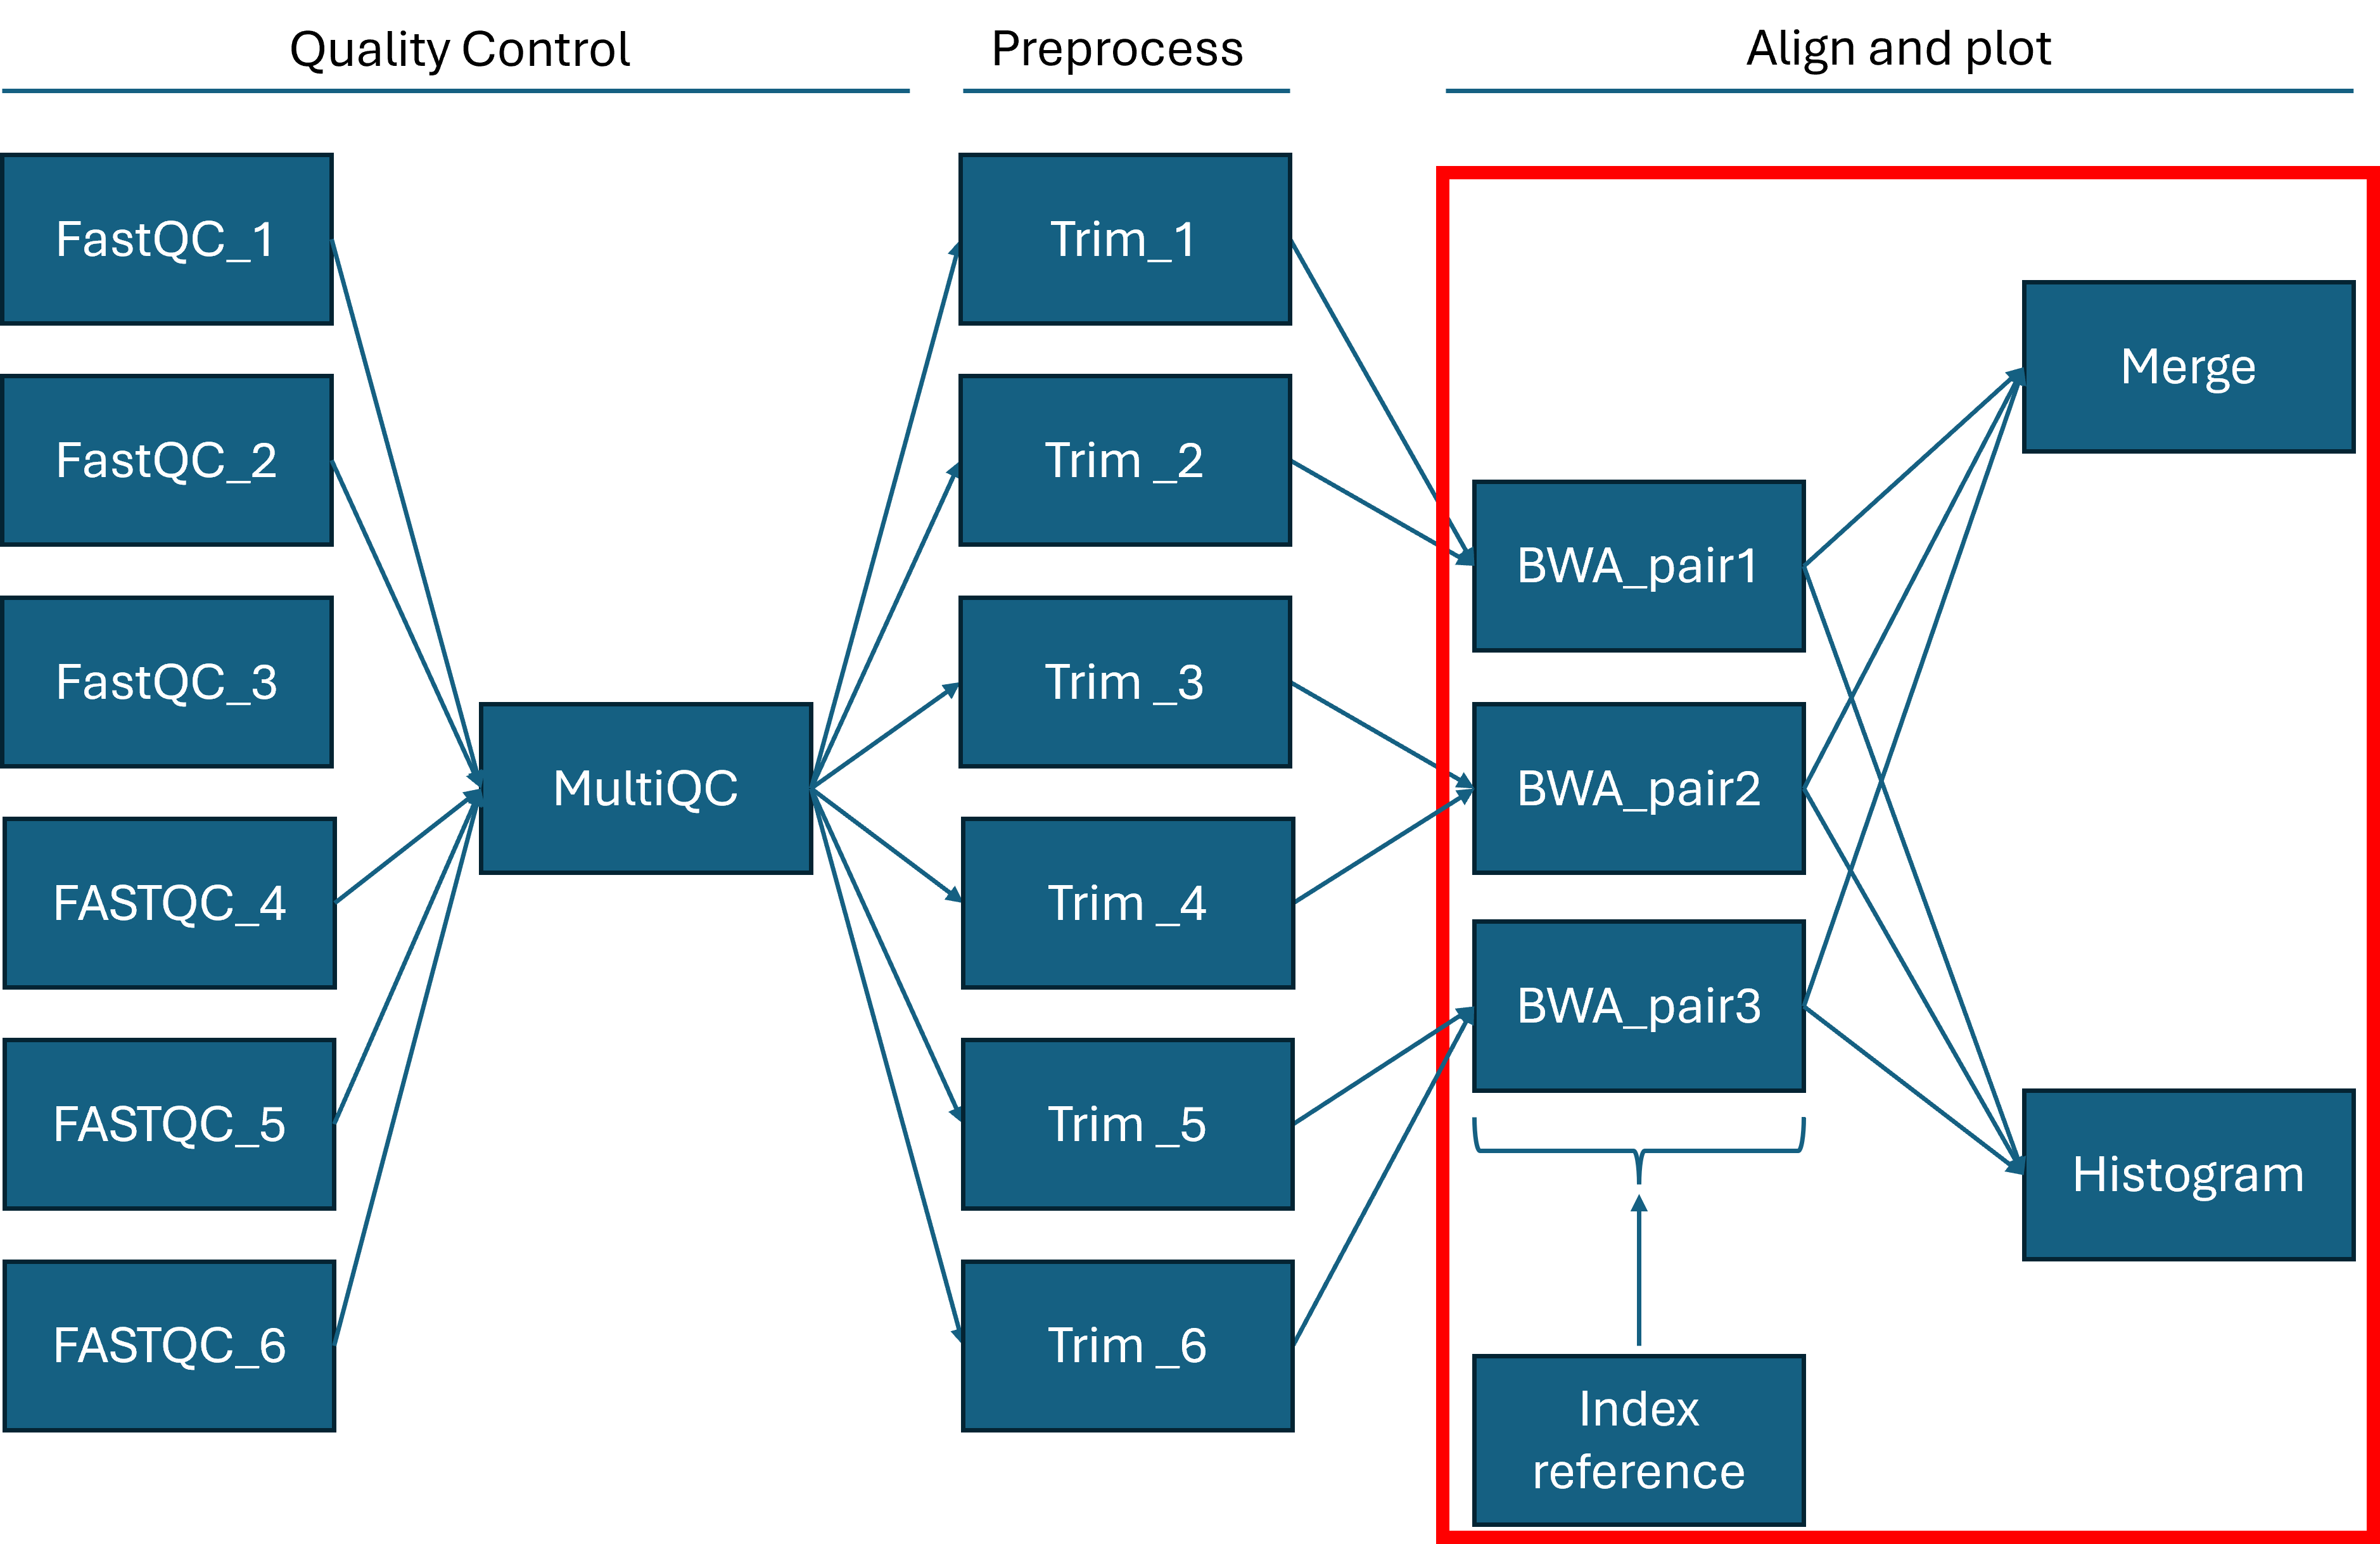 Quality Control
Preprocess
Align and plot
FastQC_1
FastQC_2
FastQC_3
FASTQC_4
FASTQC_5
FASTQC_6
MultiQC
Trim_1
Trim _2
Trim _3
Trim _4
Trim _5
Trim _6
BWA_pair1
BWA_pair2
BWA_pair3
Index
reference
Merge
Histogram